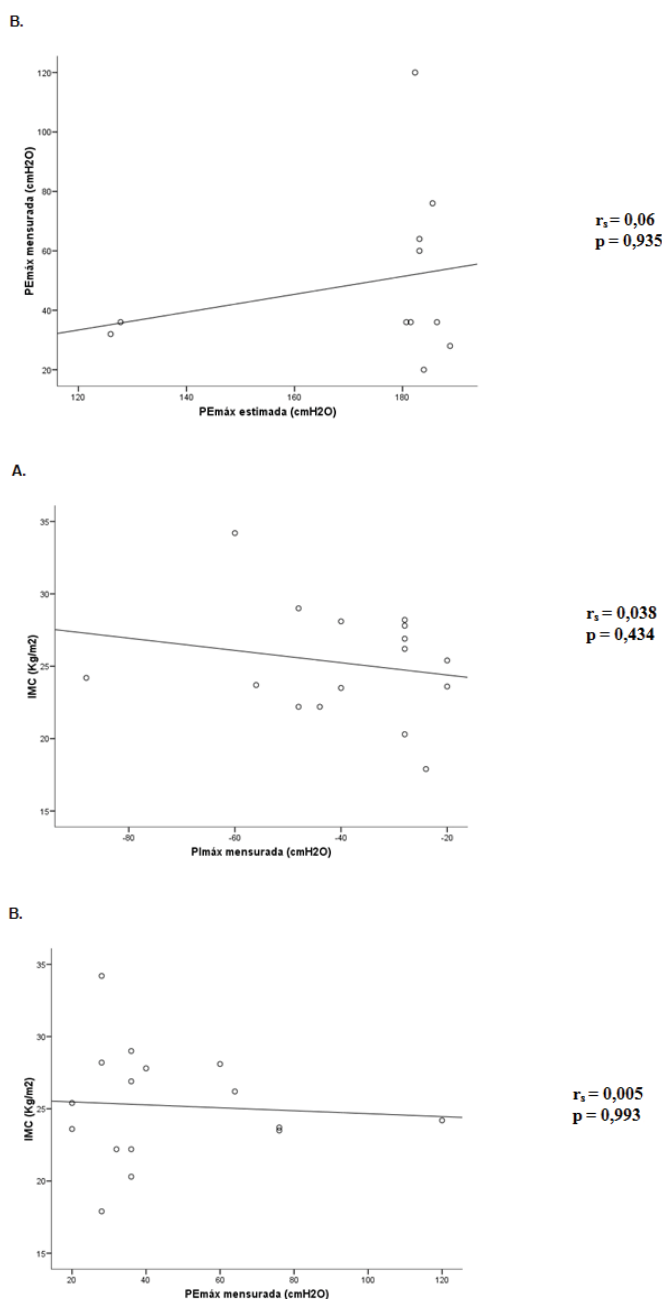 B.
120
100
80
60
40
20
PEmáx mensurada (cmH2O)
120
140
160
180
PEmáx estimada (cmH2O)
rs = 0,06
p = 0,935
A.
35
30
25
20
15
IMC (Kg/m2)
-80
-60
-40
-20
PImáx mensurada (cmH2O)
rs = 0,038
p = 0,434
B.
35
30
25
20
15
IMC (Kg/m2)
20
40
60
80
100
120
PEmáx mensurada (cmH2O)
rs = 0,005
p = 0,993